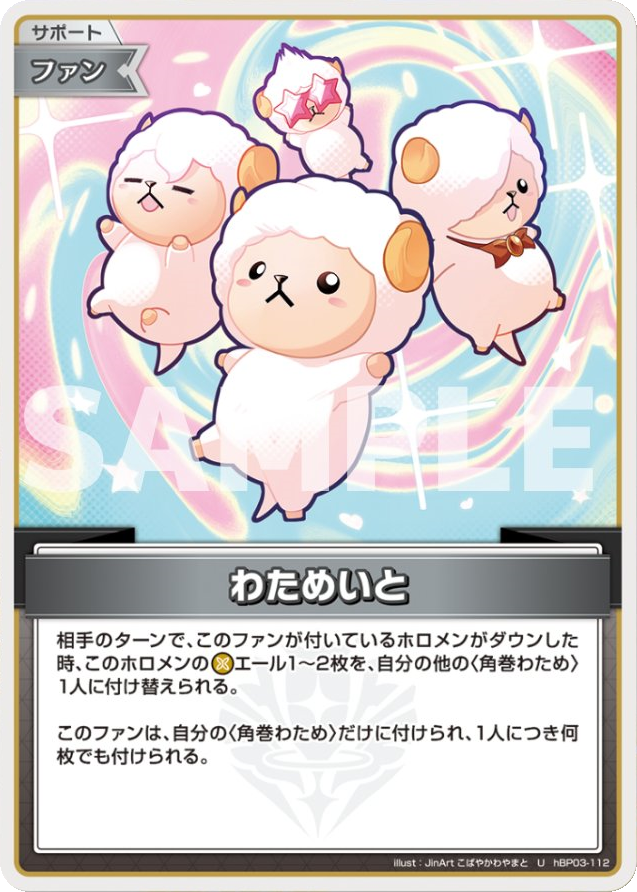 サポート
ファン
SAMPLE
わためいと
相手のターンで、このファンが付いているホロメンがダウンした
時、このホロメンのエール1~2枚を、自分の他の〈角巻わため〉
1人に付け替えられる。
このファンは、自分の〈角巻わため〉だけに付けられ、1人につき何
枚でも付けられる。
illust：JinArt こばやかわやまと U hBP03-112